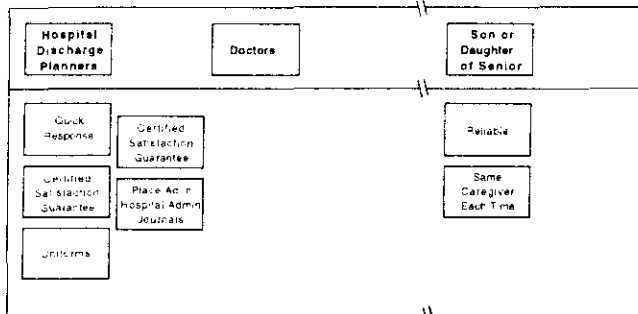 Hospital
Discharge
Planners
Doctors
Son or
Daughter
of Senior
Quick
Response
Certified
Satisfaction
Guarantee
Certified
Satisfaction
Guarantee
Place Ad in
Hospital Admin
Journals
Uniforms
Reliable
Same
Caregiver
Each Time